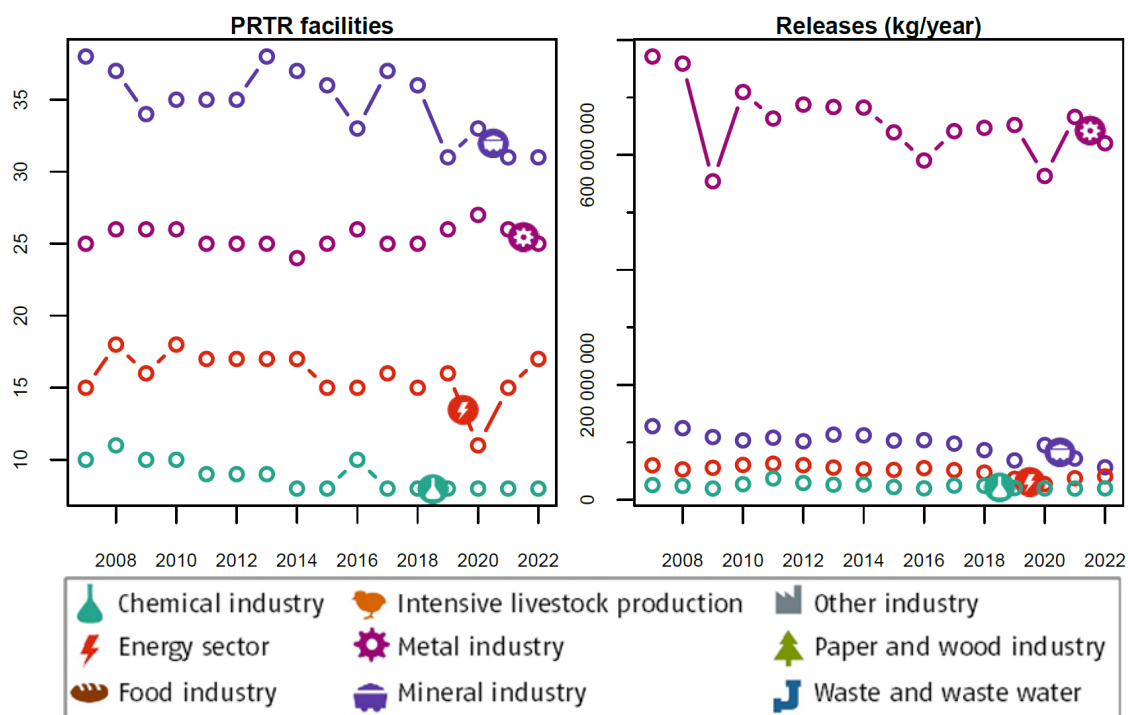 PRTR facilities
Releases (kg/year)
35
30
25
20
15
10
600 000 000
200 000 000
0
2008 2010 2012 2014 2016 2018 2020 2022
2008 2010 2012 2014 2016 2018 2020 2022
Chemical industry
Intensive livestock production
Other industry
Energy sector
Metal industry
Paper and wood industry
Food industry
Mineral industry
Waste and waste water